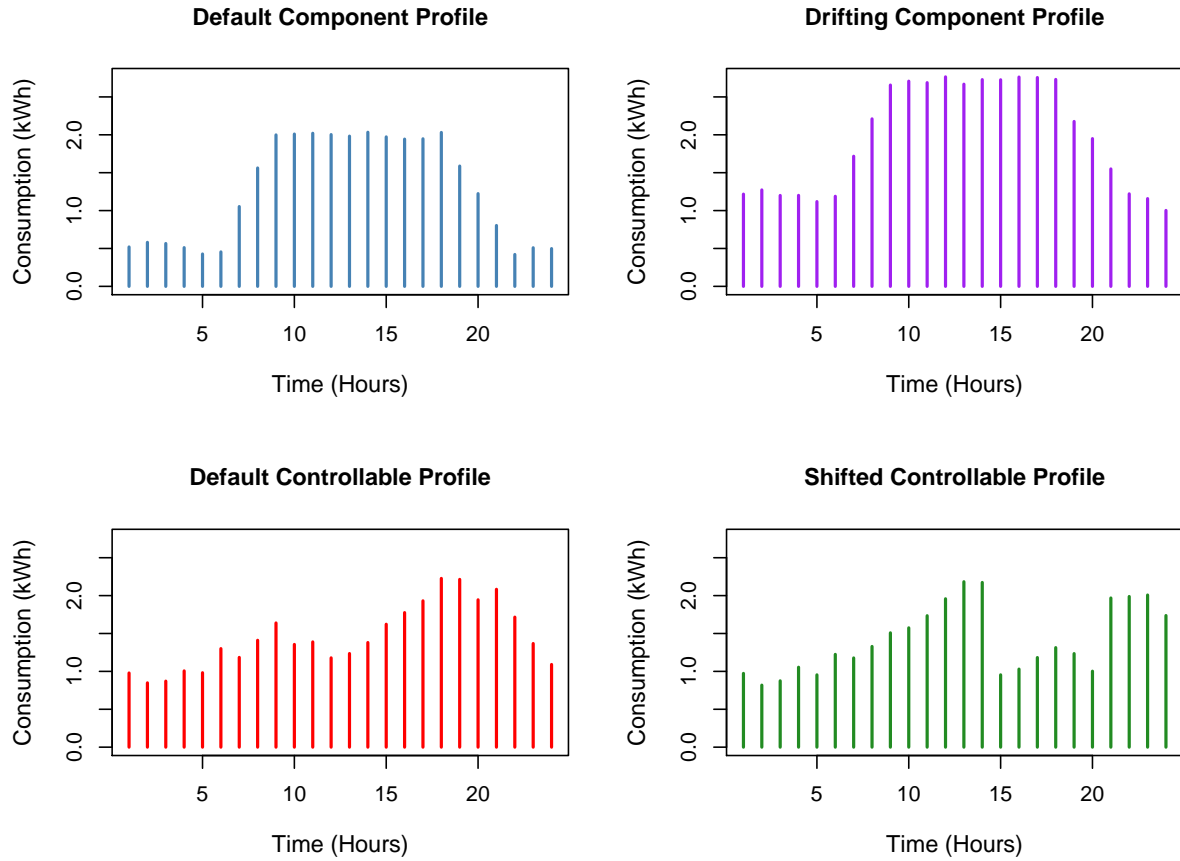 Default Component Profile
Consumption (kWh)
0.0 1.0 2.0
5 10 15 20
Time (Hours)
Drifting Component Profile
Consumption (kWh)
0.0 1.0 2.0
5 10 15 20
Time (Hours)
Default Controllable Profile
Consumption (kWh)
0.0 1.0 2.0
5 10 15 20
Time (Hours)
Shifted Controllable Profile
Consumption (kWh)
0.0 1.0 2.0
5 10 15 20
Time (Hours)